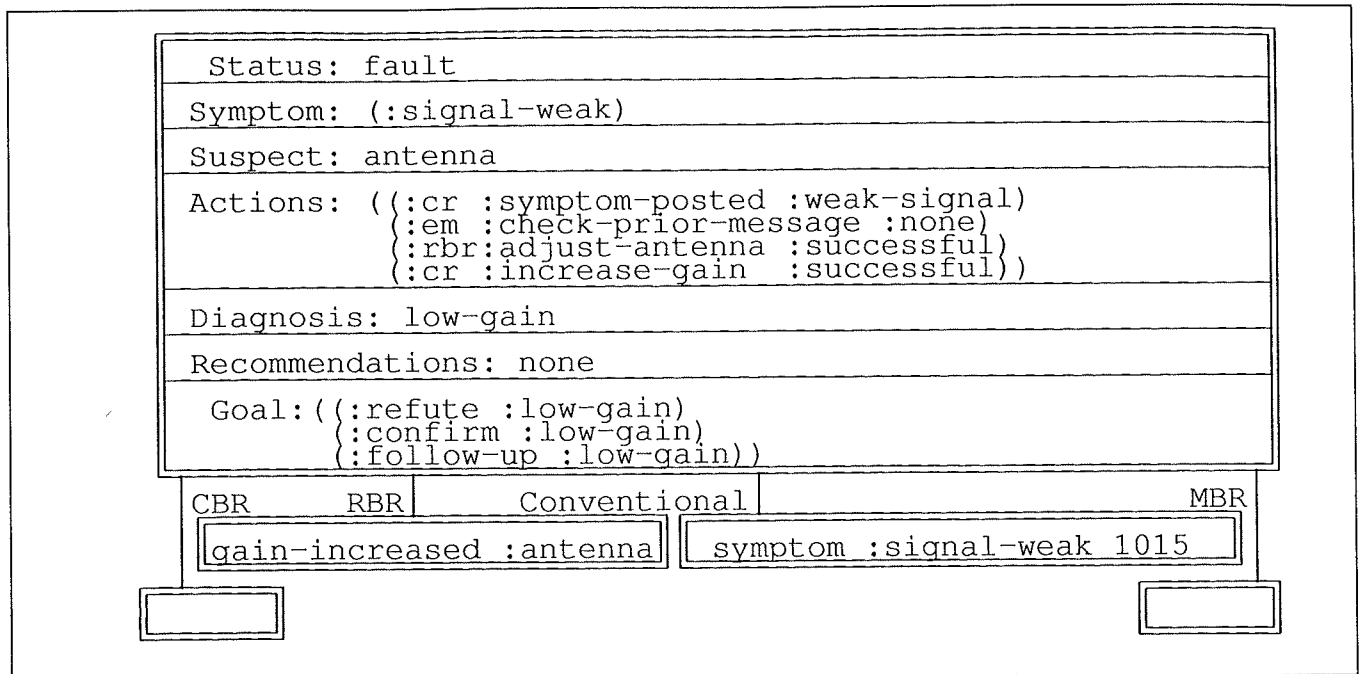 Status: fault
Symptom: (:signal-weak)
Suspect: antenna
Actions: ((:cr :symptom-posted :weak-signal)
(:em :check-prior-message :none)
(:rbr:adjust-antenna :successful)
(:cr :increase-gain :successful))
Diagnosis: low-gain
Recommendations: none
Goal:((:refute :low-gain)
(:confirm :low-gain)
(:follow-up :low-gain))
CBR RBR Conventional MBR
gain-increased :antenna symptom :signal-weak 1015